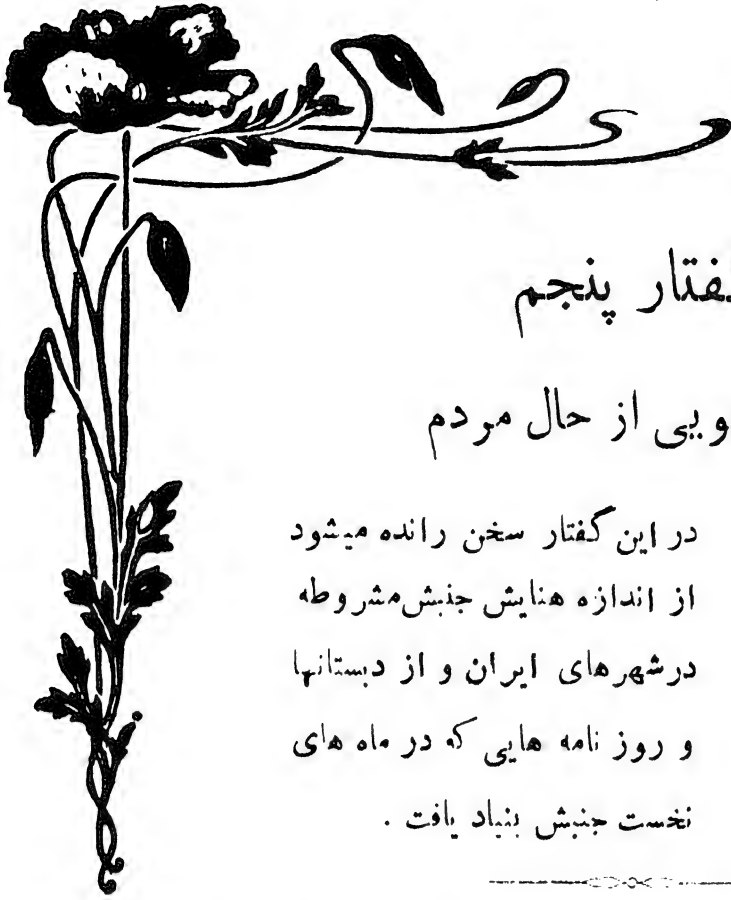 گفتار پنجم
ویی از حال مردم
در این گفتار سخن رانده میشود
از اندازه هنایش جنبش مشروطه
درشهرهای ایران و از دبستانها
و روز نامه هایی که در ماه های
نخست جنبش بنیاد یافت .